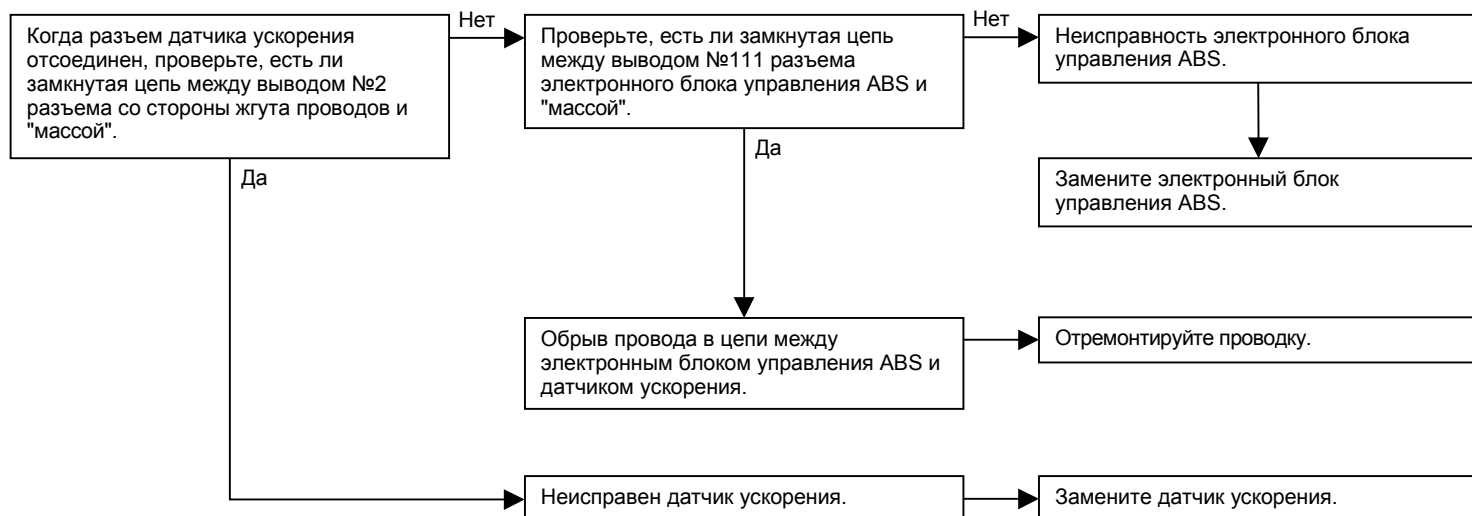 Когда разъем датчика ускорения
отсоединен, проверьте, есть ли
замкнутая цепь между выводом №2
разъема со стороны жгута проводов и
"массой".
Нет
Проверьте, есть ли замкнутая цепь
между выводом №111 разъема
электронного блока управления ABS и
"массой".
Нет
Неисправность электронного блока
управления ABS.
Да
Да
Замените электронный блок
управления ABS.
Обрыв провода в цепи между
электронным блоком управления ABS и
датчиком ускорения.
Отремонтируйте проводку.
Неисправен датчик ускорения.
Замените датчик ускорения.